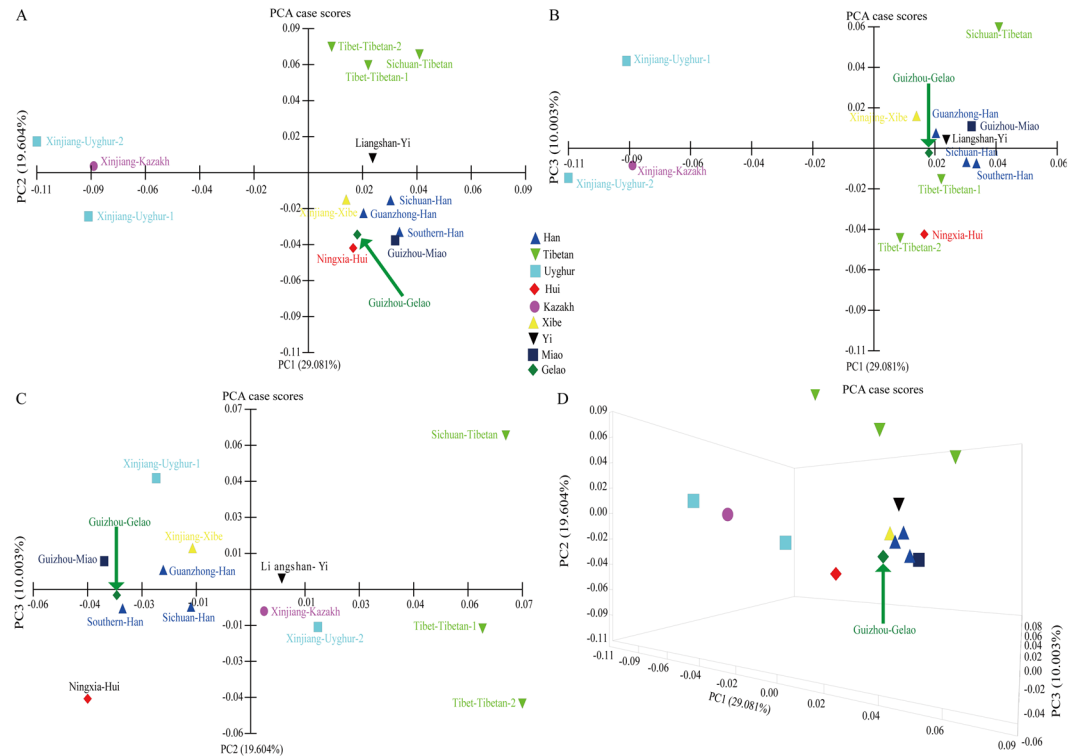 A
PCA case scores
0.09
0.06
0.04
0.02
-0.02
-0.04
-0.06
-0.09
-0.11
-0.11
-0.09
-0.06
-0.04
-0.02
0.02
0.04
0.06
0.09
PC2 (19.604%)
PC1 (29.081%)
Tibet-Tibetan-2
Sichuan-Tibetan
Tibet-Tibetan-1
Xinjiang-Uyghur-2
Liangshan-Yi
Xinjiang-Kazakh
Sichuan-Han
Xinjiang-Xibe
Guanzhong-Han
Xinjiang-Uyghur-1
Southern-Han
Guizhou-Miao
Ningxia-Hui
Guizhou-Gelao
Han
Tibetan
Uyghur
Hui
Kazakh
Xibe
Yi
Miao
Gelao
B
PCA case scores
0.06
0.04
0.02
-0.02
-0.04
-0.06
-0.09
-0.11
-0.11
-0.09
-0.06
-0.04
-0.02
0.02
0.04
0.06
PC3 (10.003%)
PC1 (29.081%)
Sichuan-Tibetan
Xinjiang-Uyghur-1
Guizhou-Gelao
Xinajing-Xibe
Guanzhong-Han
Guizhou-Miao
Liangshan-Yi
Sichuan-Han
Southern-Han
Xinjiang-Kazakh
Xinjiang-Uyghur-2
Tibet-Tibetan-1
Ningxia-Hui
Tibet-Tibetan-2
C
PCA case scores
0.07
0.06
0.04
0.03
0.01
-0.01
-0.03
-0.04
-0.06
-0.06
-0.04
-0.03
-0.01
0.01
0.03
0.04
0.06
0.07
PC3 (10.003%)
PC2 (19.604%)
Sichuan-Tibetan
Xinjiang-Uyghur-1
Guizhou-Gelao
Xinjiang-Xibe
Guizhou-Miao
Guanzhong-Han
Li angshan- Yi
Southern-Han
Sichuan-Han
Xinjiang-Kazakh
Xinjiang-Uyghur-2
Tibet-Tibetan-1
Ningxia-Hui
Tibet-Tibetan-2
D
PCA case scores
0.09
0.06
0.04
0.02
0.00
-0.02
-0.04
-0.06
-0.09
-0.11
PC2 (19.604%)
-0.11
-0.09
-0.06
-0.04
-0.02
0.00
0.02
0.04
0.06
0.09
PC1 (29.081%)
0.08
0.06
0.04
0.02
0.00
-0.02
-0.04
-0.06
PC3 (10.003%)
Guizhou-Gelao